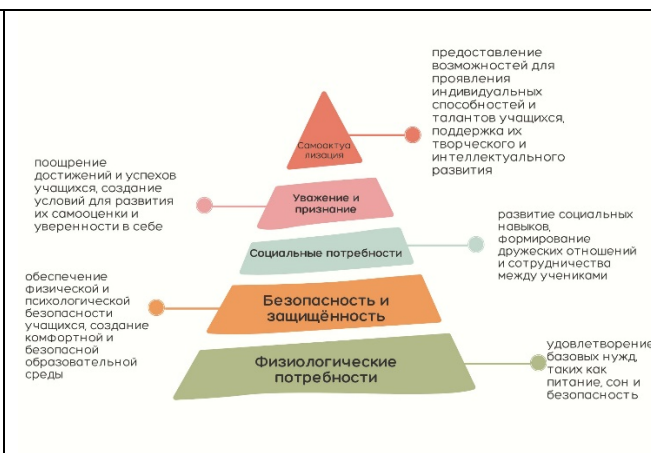 предоставление
возможностей для
проявления
индивидуальных
способностей и
талантов учащихся,
поддержка их
творческого и
интеллектуального
развития
Самоактуа
лизация
поощрение
достижений и успехов
учащихся, создание
условий для развития
их самооценки и
уверенности в себе
Уважение и
признание
развитие социальных
навыков,
формирование
дружеских отношений
и сотрудничества
между учениками
Социальные потребности
обеспечение
физической и
психологической
безопасности
учащихся, создание
комфортной и
безопасной
образовательной
среды
Безопасность и
защищённость
Физиологические
потребности
удовлетворение
базовых нужд,
таких как
питание, сон и
безопасность